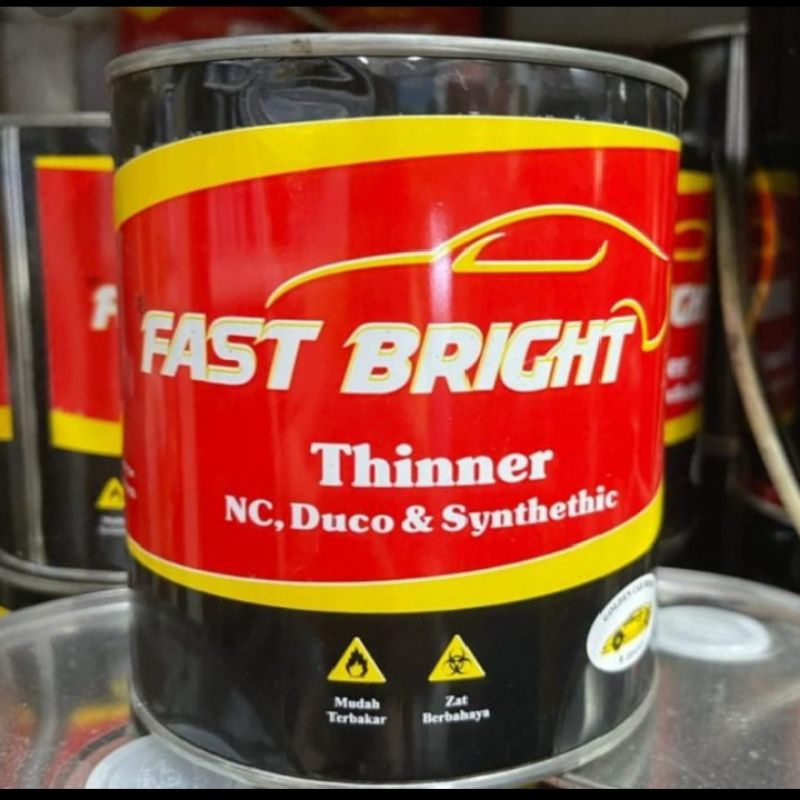 FAST BRIGHT
Thinner
NC, Duco & Synthethic
Mudah
Terbakar
Zat
Berbahaya